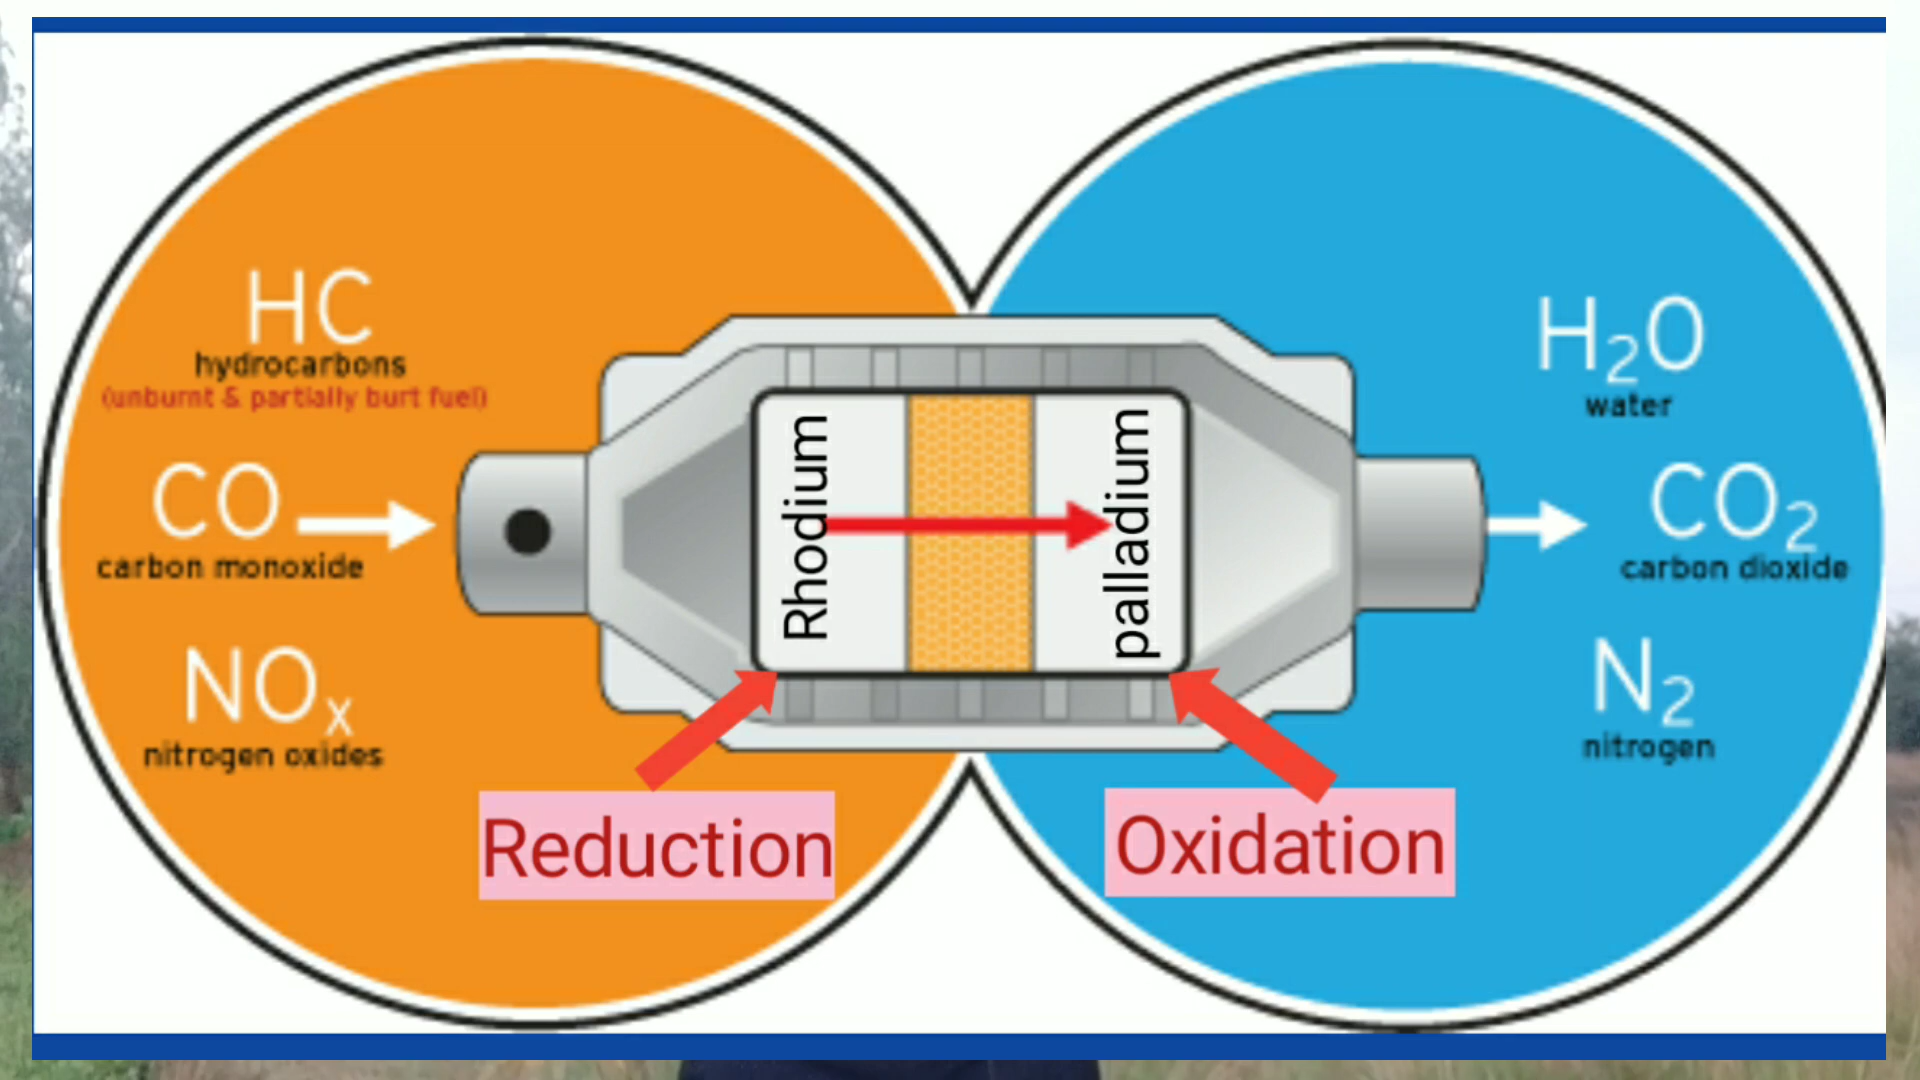 HC
hydrocarbons
(unburnt & partially burt fuel)
CO
carbon monoxide
NOx
nitrogen oxides
Rhodium
palladium
Reduction
Oxidation
H2O
water
CO2
carbon dioxide
N2
nitrogen